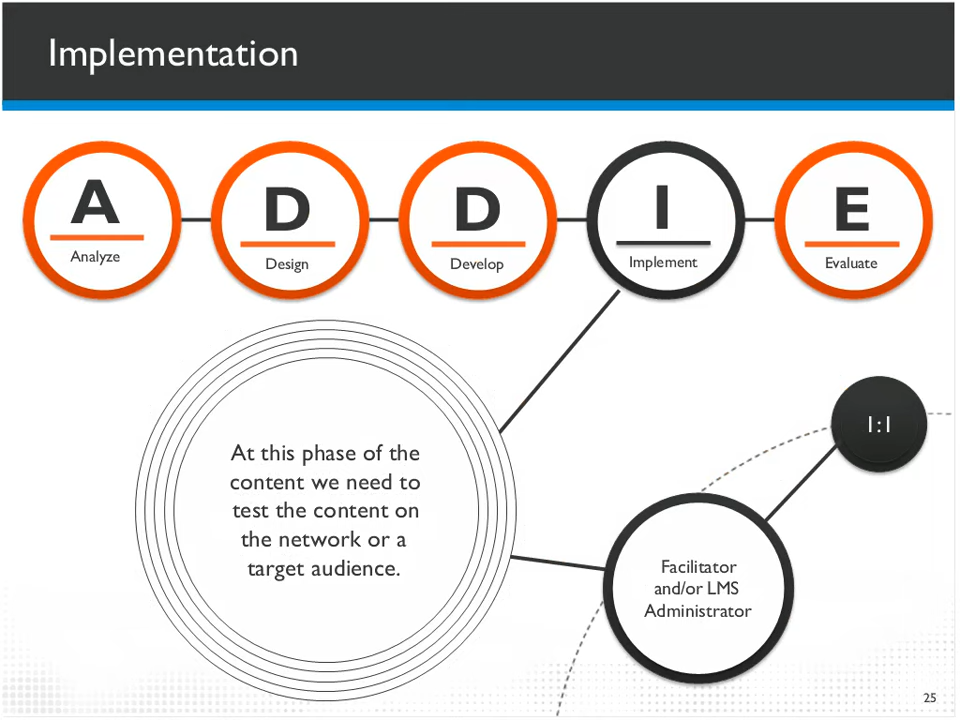 Implementation
A
Analyze
D
Design
D
Develop
I
Implement
E
Evaluate
At this phase of the
content we need to
test the content on
the network or a
target audience.
1:1
Facilitator
and/or LMS
Administrator
25